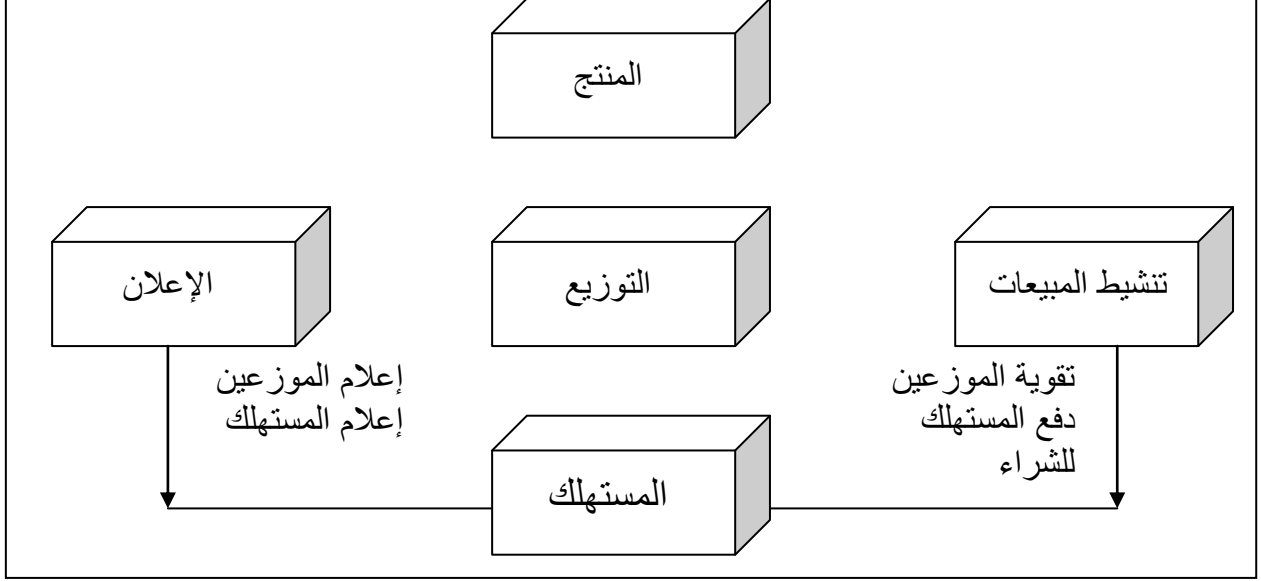 المنتج
تنشيط المبيعات
التوزيع
الإعلان
تقوية الموزعين
دفع المستهلك
للشراء
إعلام الموزعين
إعلام المستهلك
المستهلك